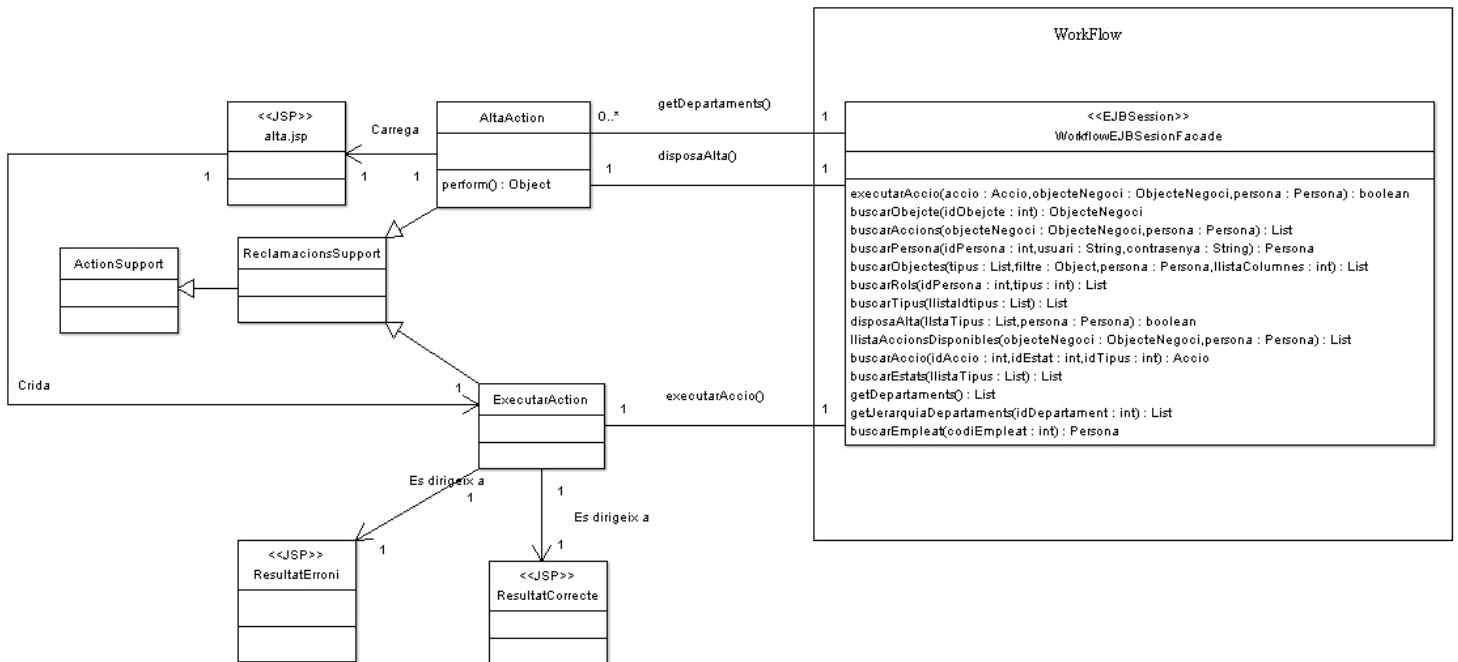 WorkFlow
<<JSP>>
alta.jsp
Carrega
1
1
1
AltaAction
perform() : Object
0..*
getDepartaments()
1
disposaAlta()
1
1
<<EJBSession>>
WorkflowEJBSesionFacade
executarAccio(accio : Accio,objecteNegoci : ObjecteNegoci,persona : Persona) : boolean
buscarObejcte(idObejcte : int) : ObjecteNegoci
buscarAccions(objecteNegoci : ObjecteNegoci,persona : Persona) : List
buscarPersona(idPersona : int,usuari : String,contrasenya : String) : Persona
buscarObjectes(tipus : List,filtre : Object,persona : Persona,llistaColumnes : int) : List
buscarRols(idPersona : int,tipus : int) : List
buscarTipus(llistaIdtipus : List) : List
disposaAlta(llstaTipus : List,persona : Persona) : boolean
llistaAccionsDisponibles(objecteNegoci : ObjecteNegoci,persona : Persona) : List
buscarAccio(idAccio : int,idEstat : int,idTipus : int) : Accio
buscarEstats(llistaTipus : List) : List
getDepartaments() : List
getJerarquiaDepartaments(idDepartament : int) : List
buscarEmpleat(codiEmpleat : int) : Persona
ActionSupport
ReclamacionsSupport
Crida
1
ExecutarAction
1
executarAccio()
1
Es dirigeix a
1
1
1
Es dirigeix a
1
<<JSP>>
ResultatErroni
<<JSP>>
ResultatCorrecte